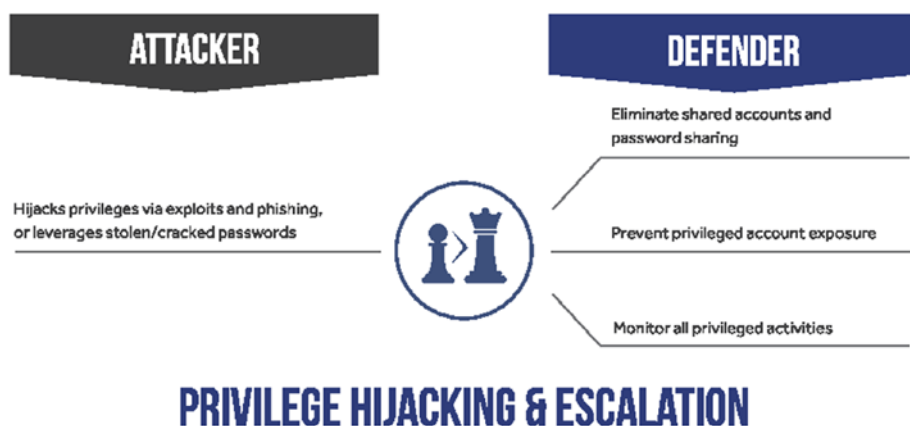 ATTACKER
DEFENDER
Eliminate shared accounts and
password sharing
Hijacks privileges via exploits and phishing,
or leverages stolen/cracked passwords
Prevent privileged account exposure
Monitor all privileged activities
PRIVILEGE HIJACKING & ESCALATION